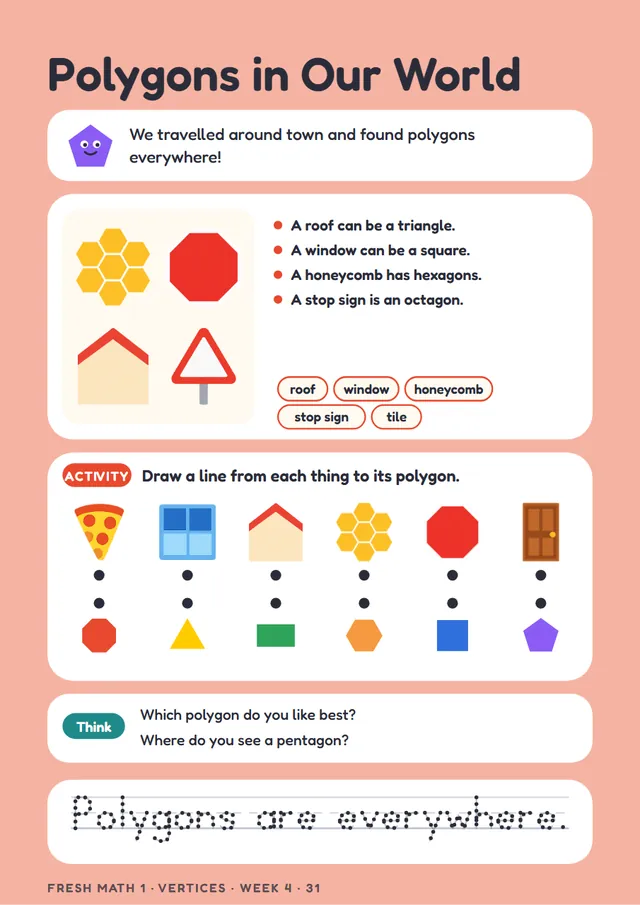 Polygons in Our World
We travelled around town and found polygons
everywhere!
A roof can be a triangle.
A window can be a square.
A honeycomb has hexagons.
A stop sign is an octagon.
roof window honeycomb
stop sign tile
ACTIVITY Draw a line from each thing to its polygon.
Think
Which polygon do you like best?
Where do you see a pentagon?
Polygons are everywhere.
FRESH MATH 1 · VERTICES · WEEK 4 · 31